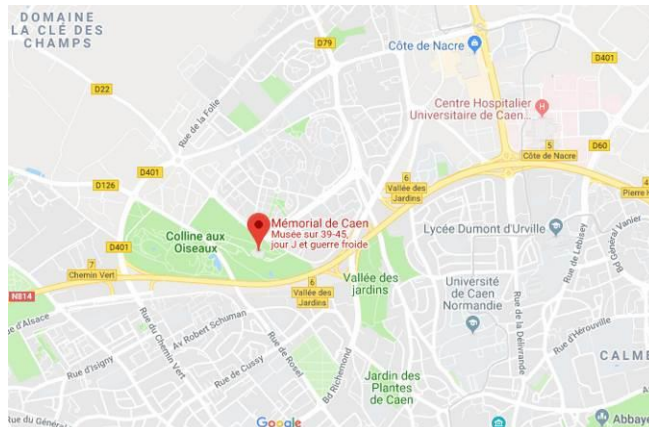 DOMAINE
LA CLÉ DES
CHAMPS
D79
Côte de Nacre
D401
D22
Rue de la Folie
Centre Hospitalier
Universitaire de Caen...
H
5
D60
Côte de Nacre
D401
6
Vallée des
Jardins
4
Pierre H
D126
Mémorial de Caen
Musée sur 39-45,
jour J et guerre froide
Colline aux
Oiseaux
Lycée Dumont d'Urville
Rue de Lebisey
Bd Général Vanier
D401
7
Chemin Vert
6
Vallée des
Jardins
Vallée des
jardins
Université
de Caen
Normandie
N814
e d'Alsace
Rue du Chemin Vert
Av Robert Schuman
Rue de la Délivrande
Rue d'Hérouville
Rue d'Isigny
Rue de Cussy
Rue de Rosel
Bd Richemond
CALME
Jardin des
Plantes
de Caen
Rue du Général
Google
Abbaye